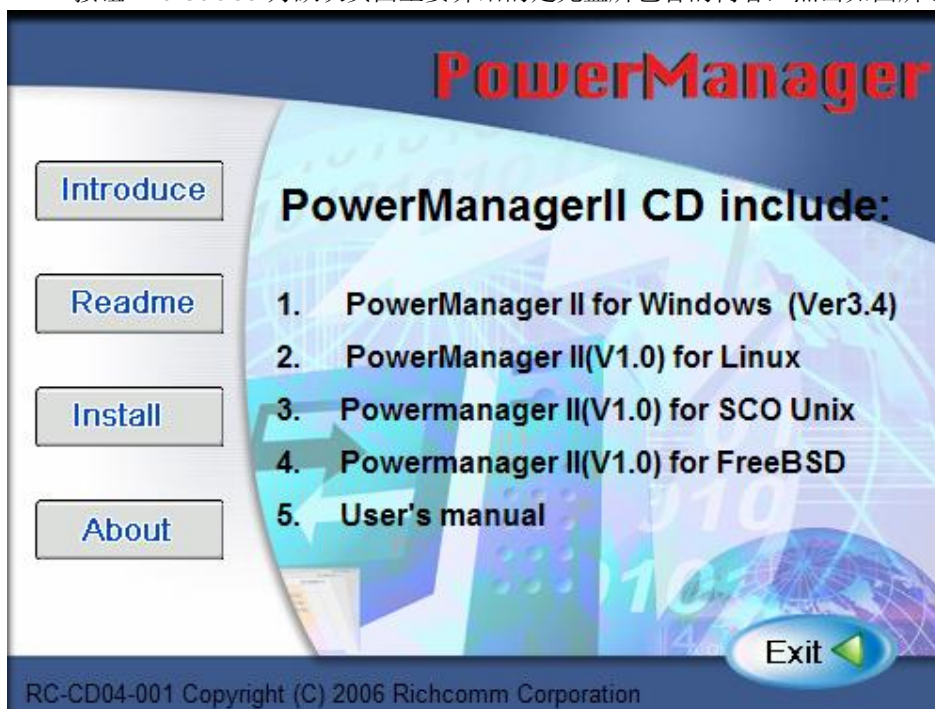 PowerManager
Introduce
PowerManagerII CD include:
Readme
1. PowerManager II for Windows (Ver3.4)
2. PowerManager II(V1.0) for Linux
Install
3. Powermanager II(V1.0) for SCO Unix
4. Powermanager II(V1.0) for FreeBSD
About
5. User's manual
Exit
RC-CD04-001 Copyright (C) 2006 Richcomm Corporation